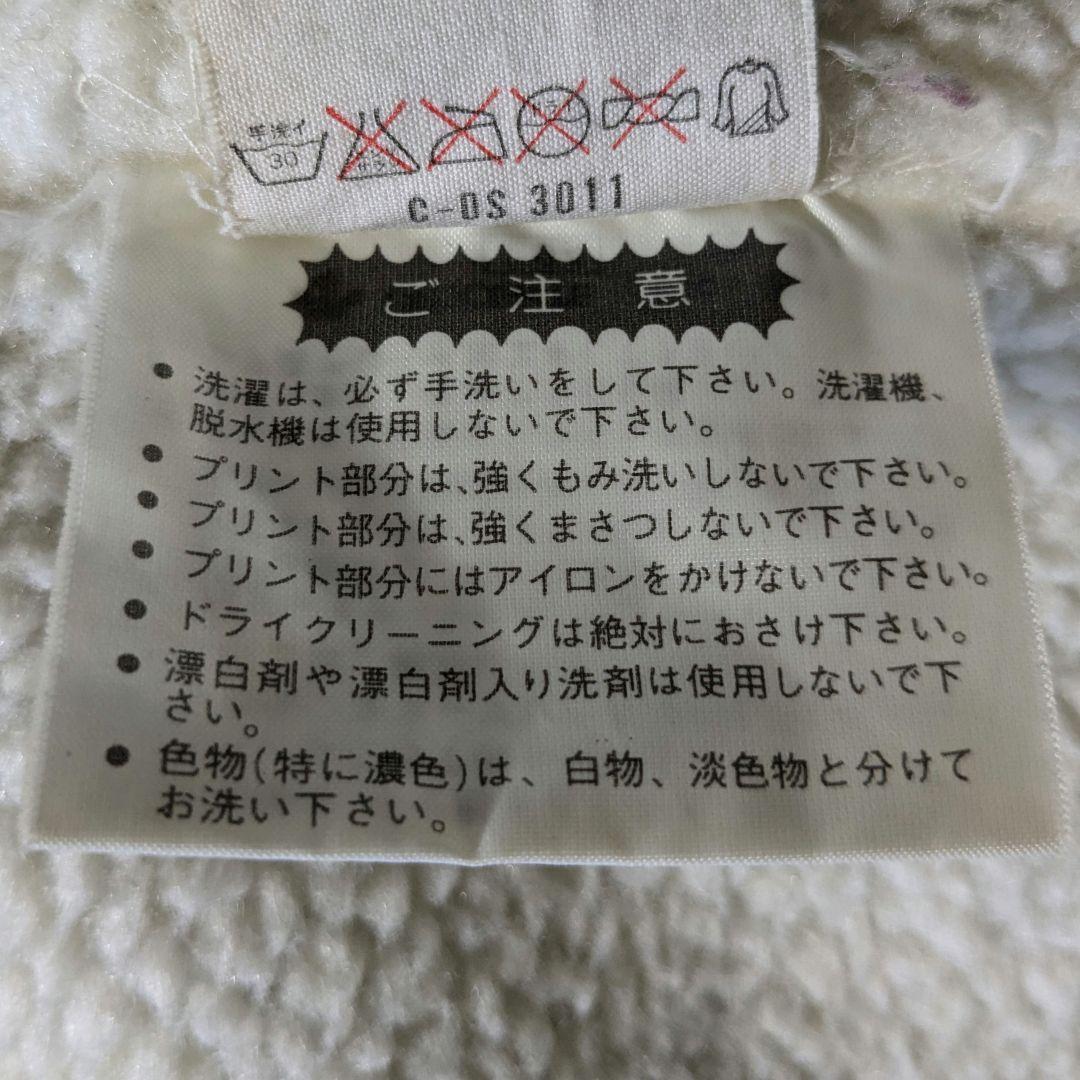 手洗イ
30
C-DS 3011
ご注意
● 洗濯は、必ず手洗いをして下さい。洗濯機、
脱水機は使用しないで下さい。
● プリント部分は、強くもみ洗いしないで下さい。
● プリント部分は、強くまさつしないで下さい。
● プリント部分にはアイロンをかけないで下さい。
● ドライクリーニングは絶対におさけ下さい。
● 漂白剤や漂白剤入り洗剤は使用しないで下
さい。
● 色物(特に濃色)は、白物、淡色物と分けて
お洗い下さい。